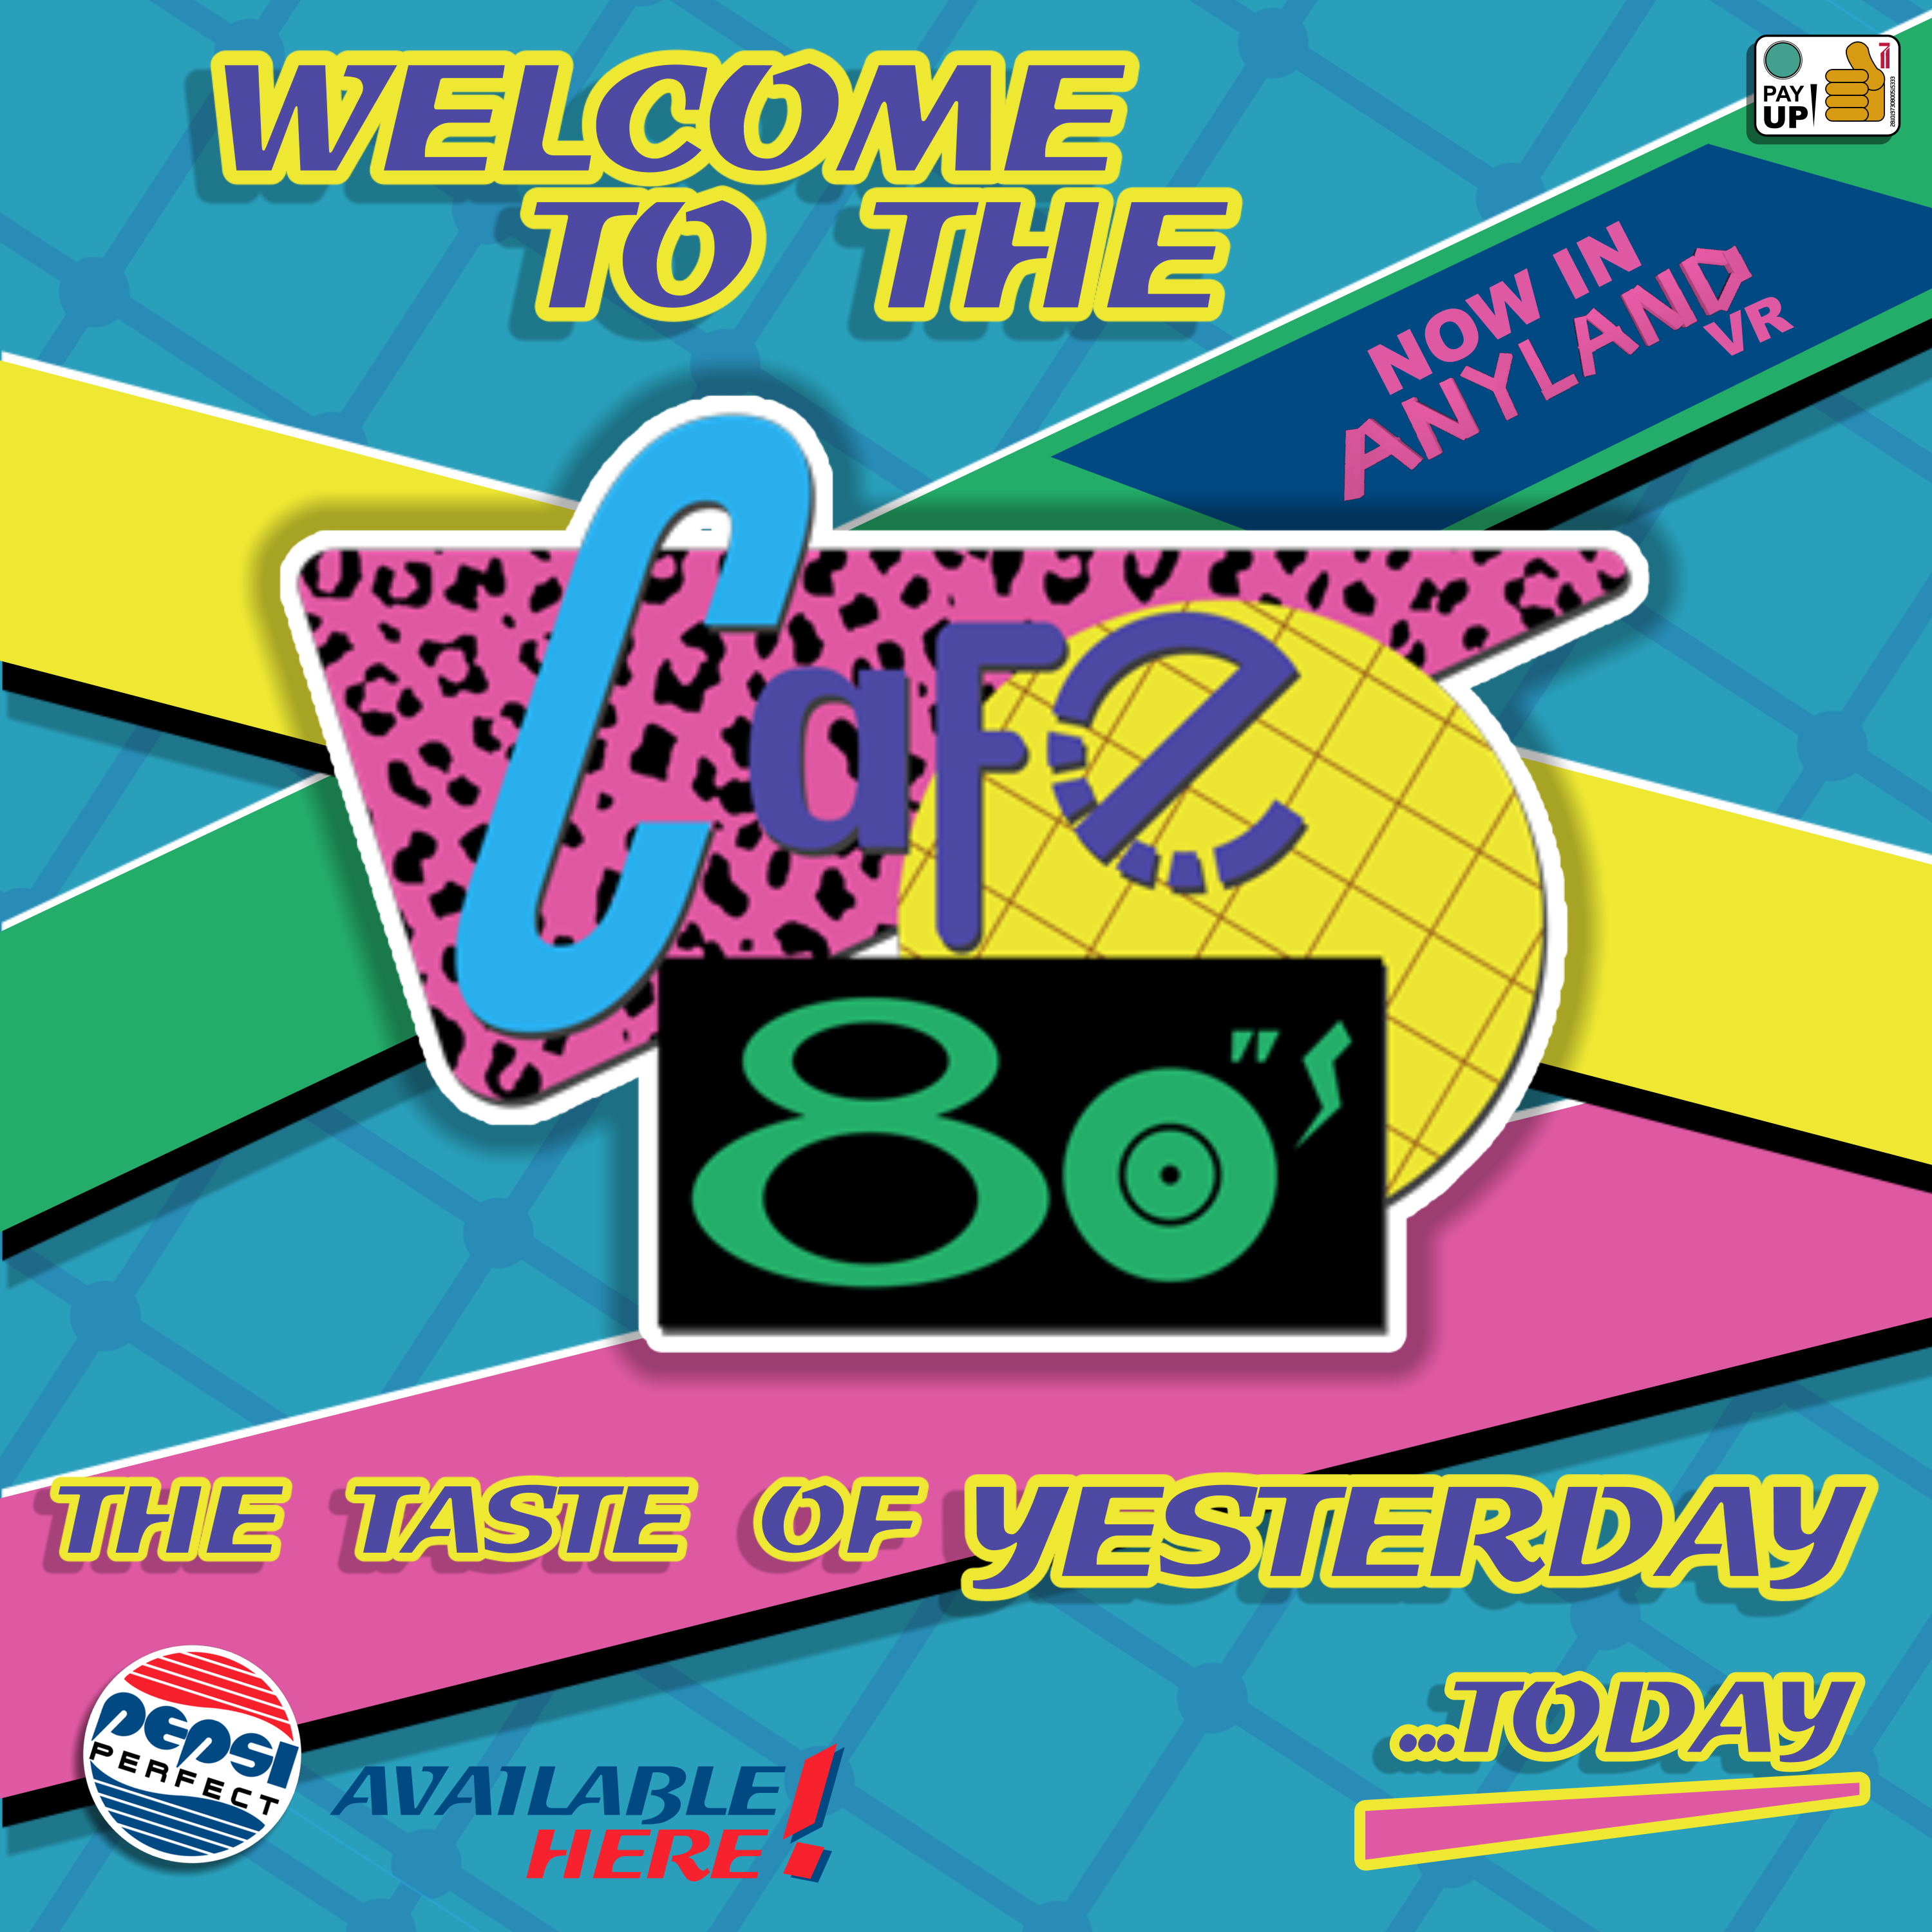 WELCOME
TO THE
PAY
UP!
NOW IN
ANYLAND
VR
Cafe
80"s
THE TASTE OF YESTERDAY
...TODAY
PEPSI
PERFECT
AVAILABLE
HERE!